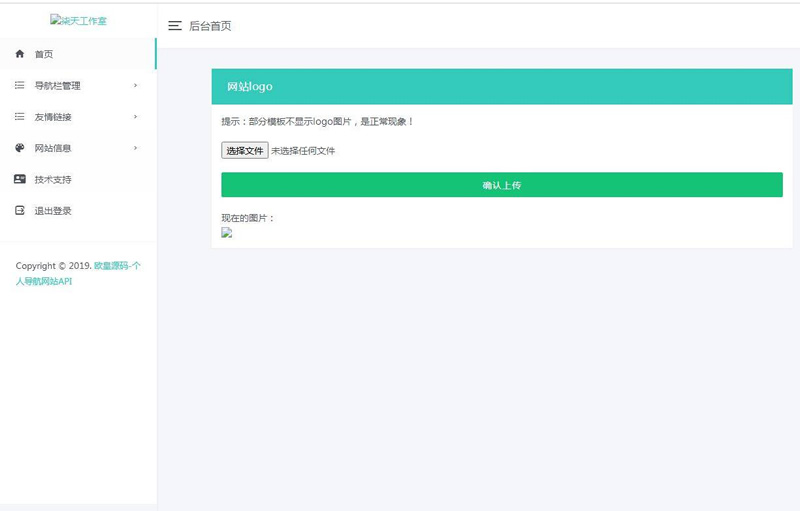 柒天工作室
后台首页
首页
导航栏管理
友情链接
网站信息
技术支持
退出登录
Copyright © 2019. 欧皇源码-个
人导航网站API
网站logo
提示：部分模板不显示logo图片，是正常现象！
选择文件 未选择任何文件
确认上传
现在的图片：